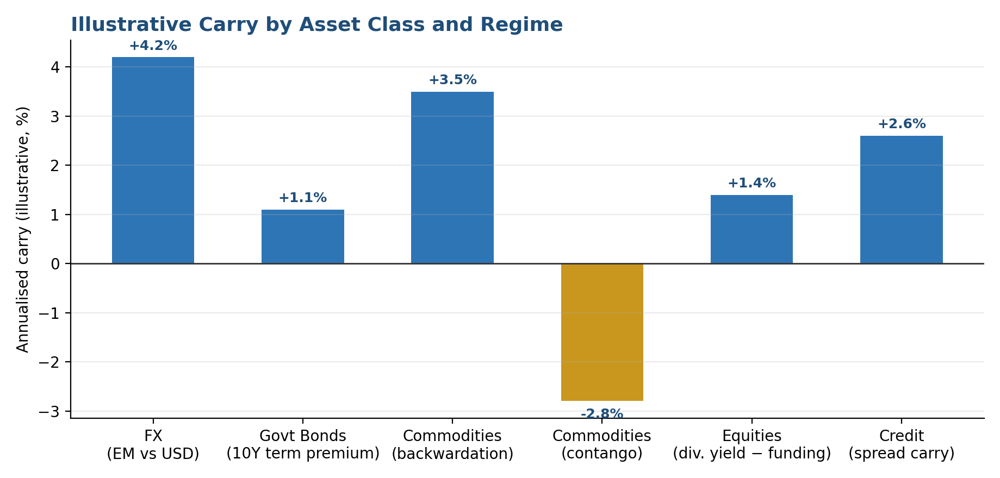 Illustrative Carry by Asset Class and Regime
Annualised carry (illustrative, %)
4
3
2
1
0
−1
−2
−3
+4.2%
+1.1%
+3.5%
-2.8%
+1.4%
+2.6%
FX
(EM vs USD)
Govt Bonds
(10Y term premium)
Commodities
(backwardation)
Commodities
(contango)
Equities
(div. yield − funding)
Credit
(spread carry)